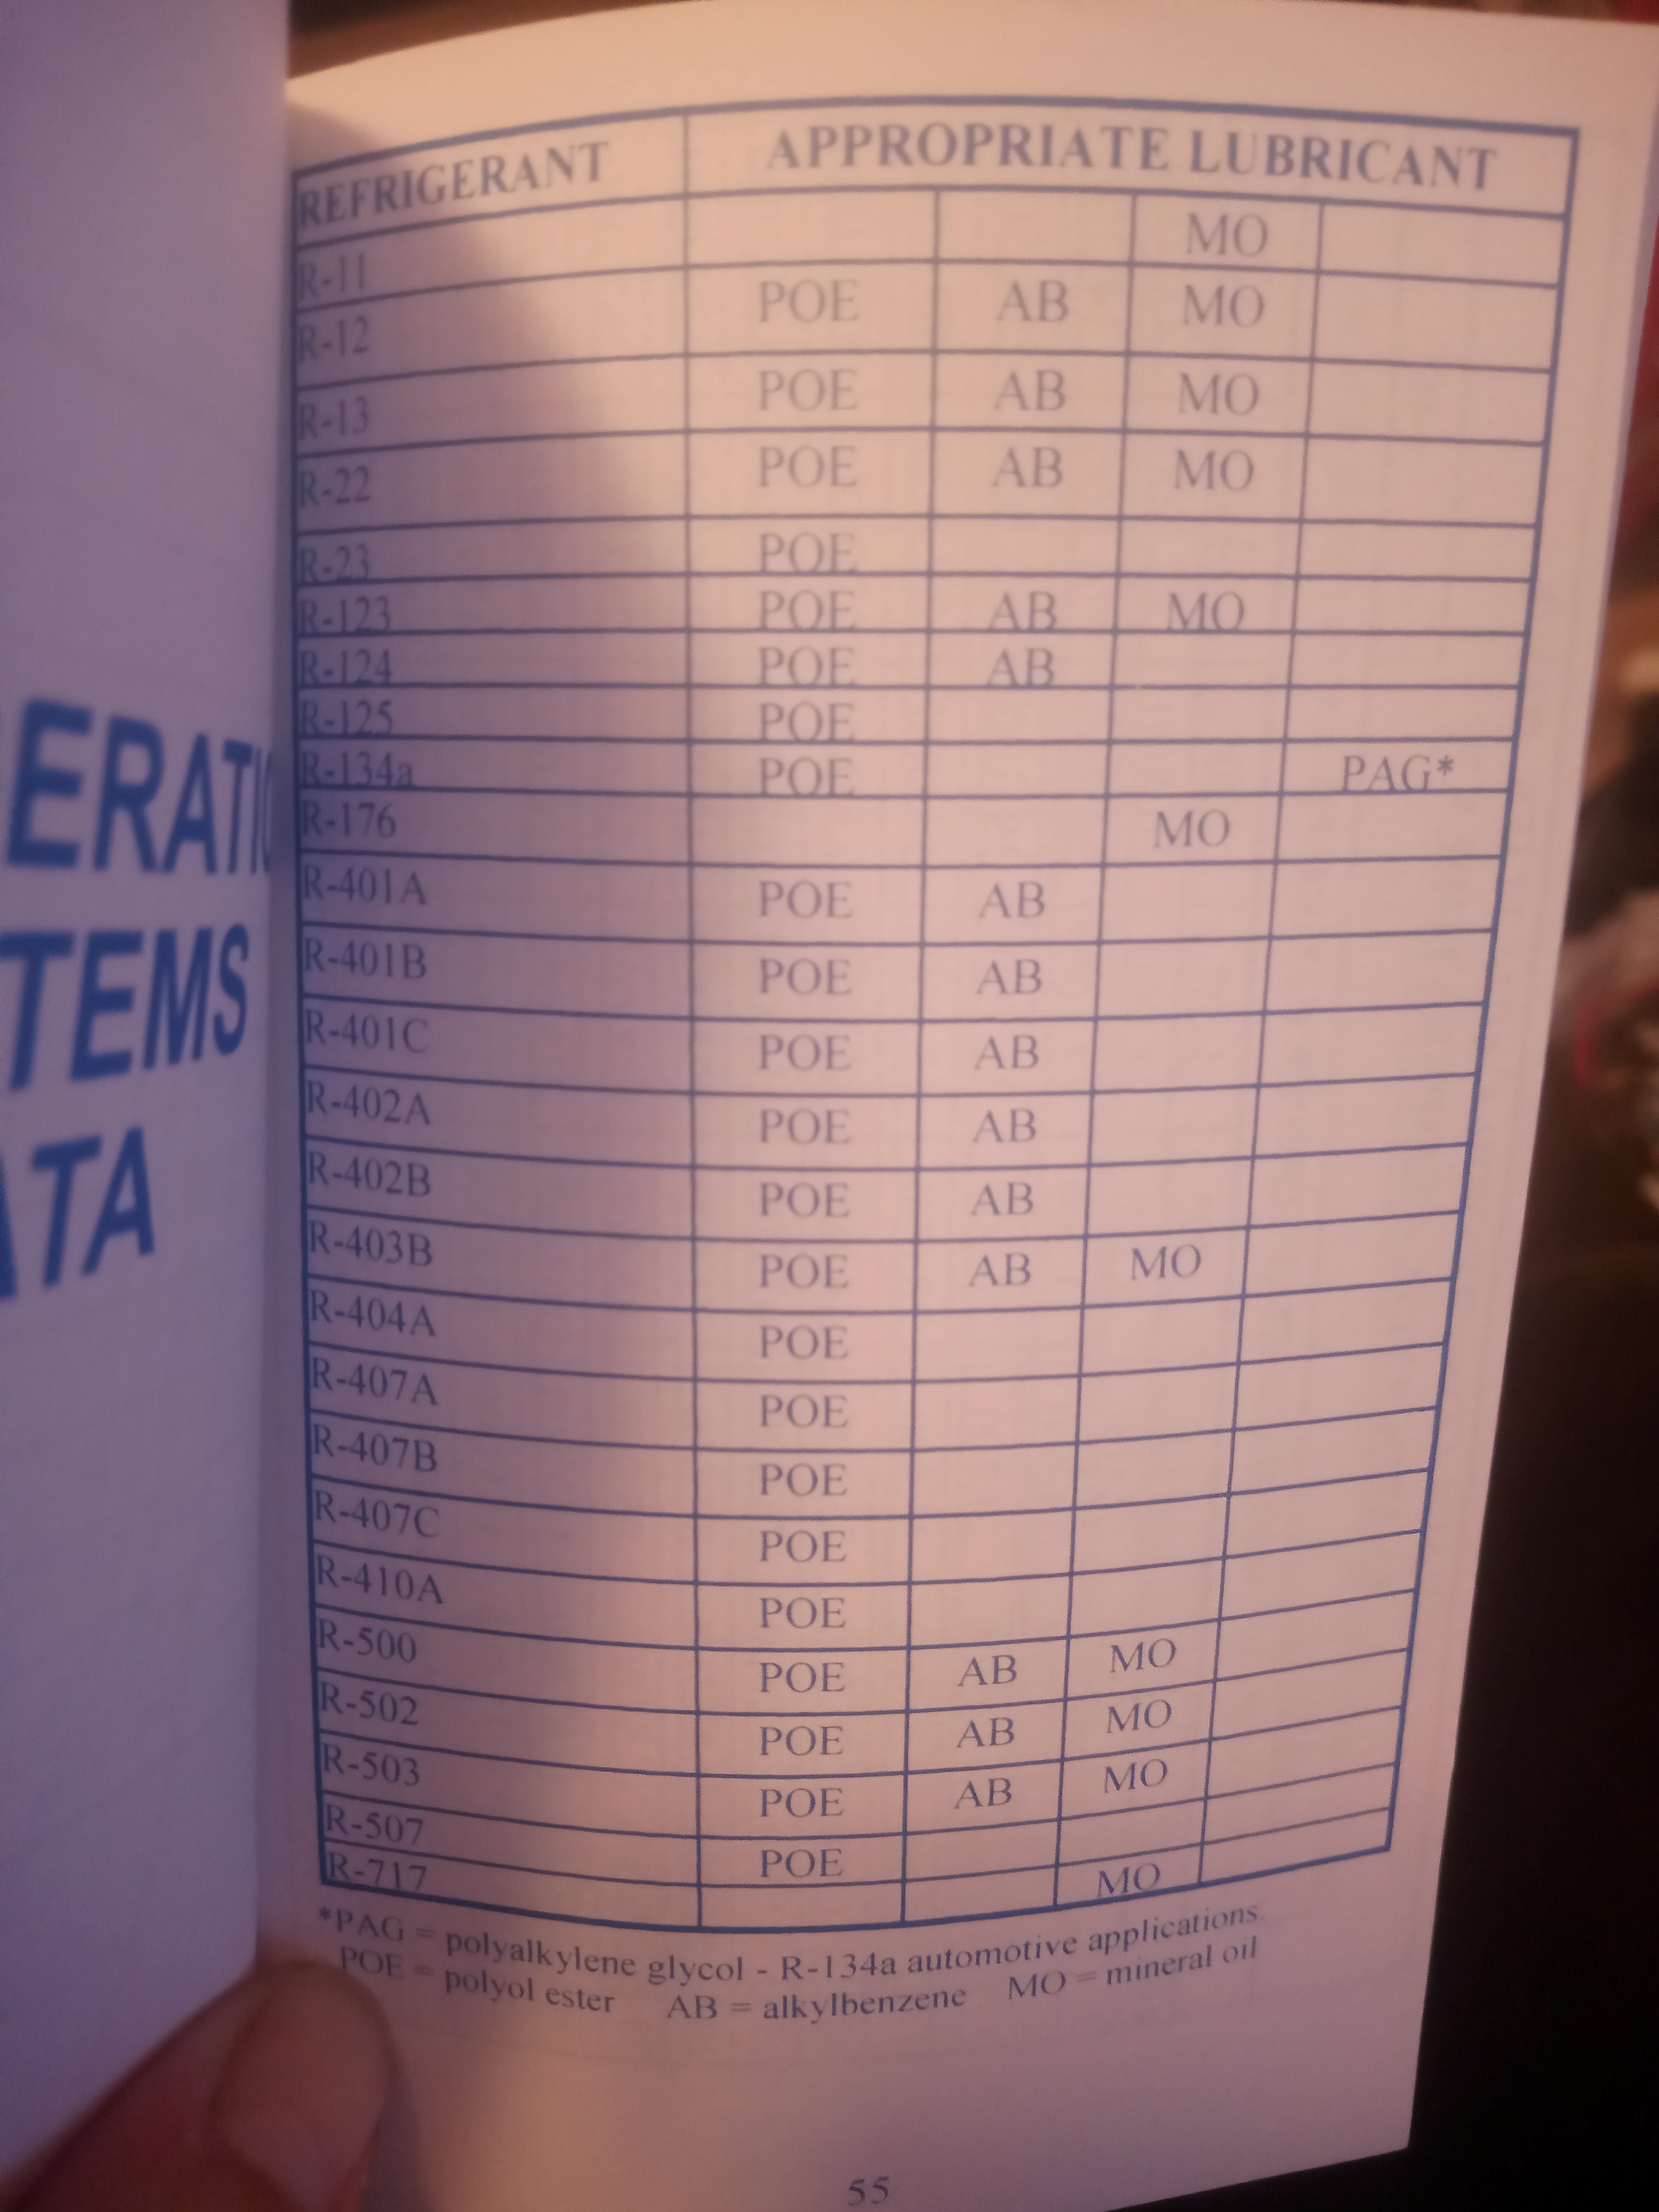 ERATIO
TEMS
ATA
REFRIGERANT APPROPRIATE LUBRICANT
R-11 MO
R-12 POE AB MO
R-13 POE AB MO
R-22 POE AB MO
R-23 POE
R-123 POE AB MO
R-124 POE AB
R-125 POE
R-134a POE PAG*
R-176 MO
R-401A POE AB
R-401B POE AB
R-401C POE AB
R-402A POE AB
R-402B POE AB
R-403B POE AB MO
R-404A POE
R-407A POE
R-407B POE
R-407C POE
R-410A POE
R-500 POE AB MO
R-502 POE AB MO
R-503 POE AB MO
R-507 POE
R-717 MO
*PAG = polyalkylene glycol - R-134a automotive applications.
POE = polyol ester AB = alkylbenzene MO = mineral oil
55